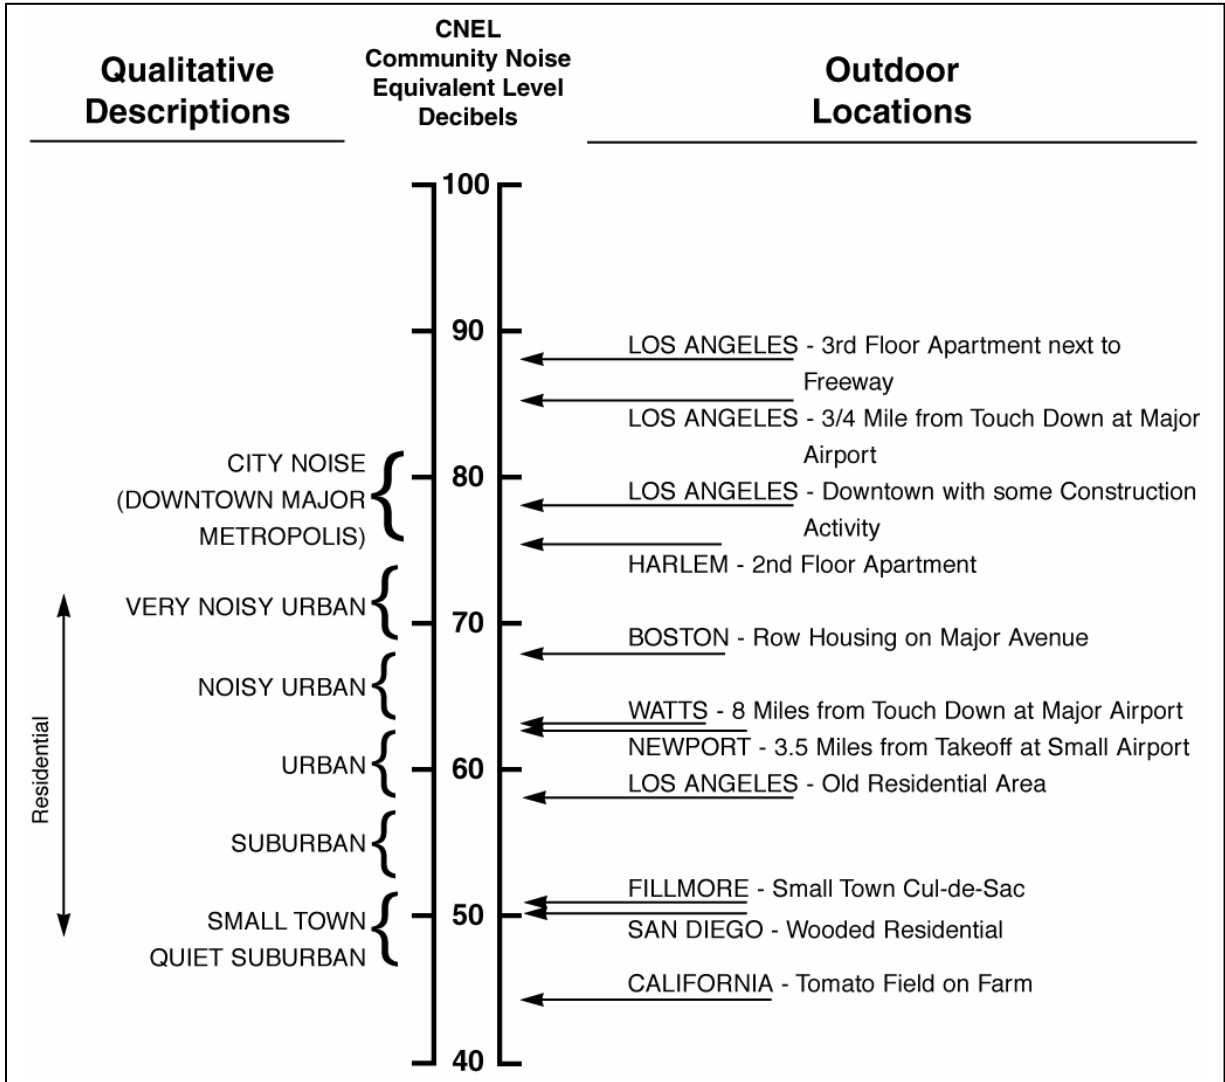 CNEL
Community Noise
Equivalent Level
Decibels
Qualitative
Descriptions
Outdoor
Locations
100
90
80
70
60
50
40
CITY NOISE
(DOWNTOWN MAJOR
METROPOLIS)
VERY NOISY URBAN
NOISY URBAN
URBAN
SUBURBAN
SMALL TOWN
QUIET SUBURBAN
Residential
LOS ANGELES - 3rd Floor Apartment next to
Freeway
LOS ANGELES - 3/4 Mile from Touch Down at Major
Airport
LOS ANGELES - Downtown with some Construction
Activity
HARLEM - 2nd Floor Apartment
BOSTON - Row Housing on Major Avenue
WATTS - 8 Miles from Touch Down at Major Airport
NEWPORT - 3.5 Miles from Takeoff at Small Airport
LOS ANGELES - Old Residential Area
FILLMORE - Small Town Cul-de-Sac
SAN DIEGO - Wooded Residential
CALIFORNIA - Tomato Field on Farm